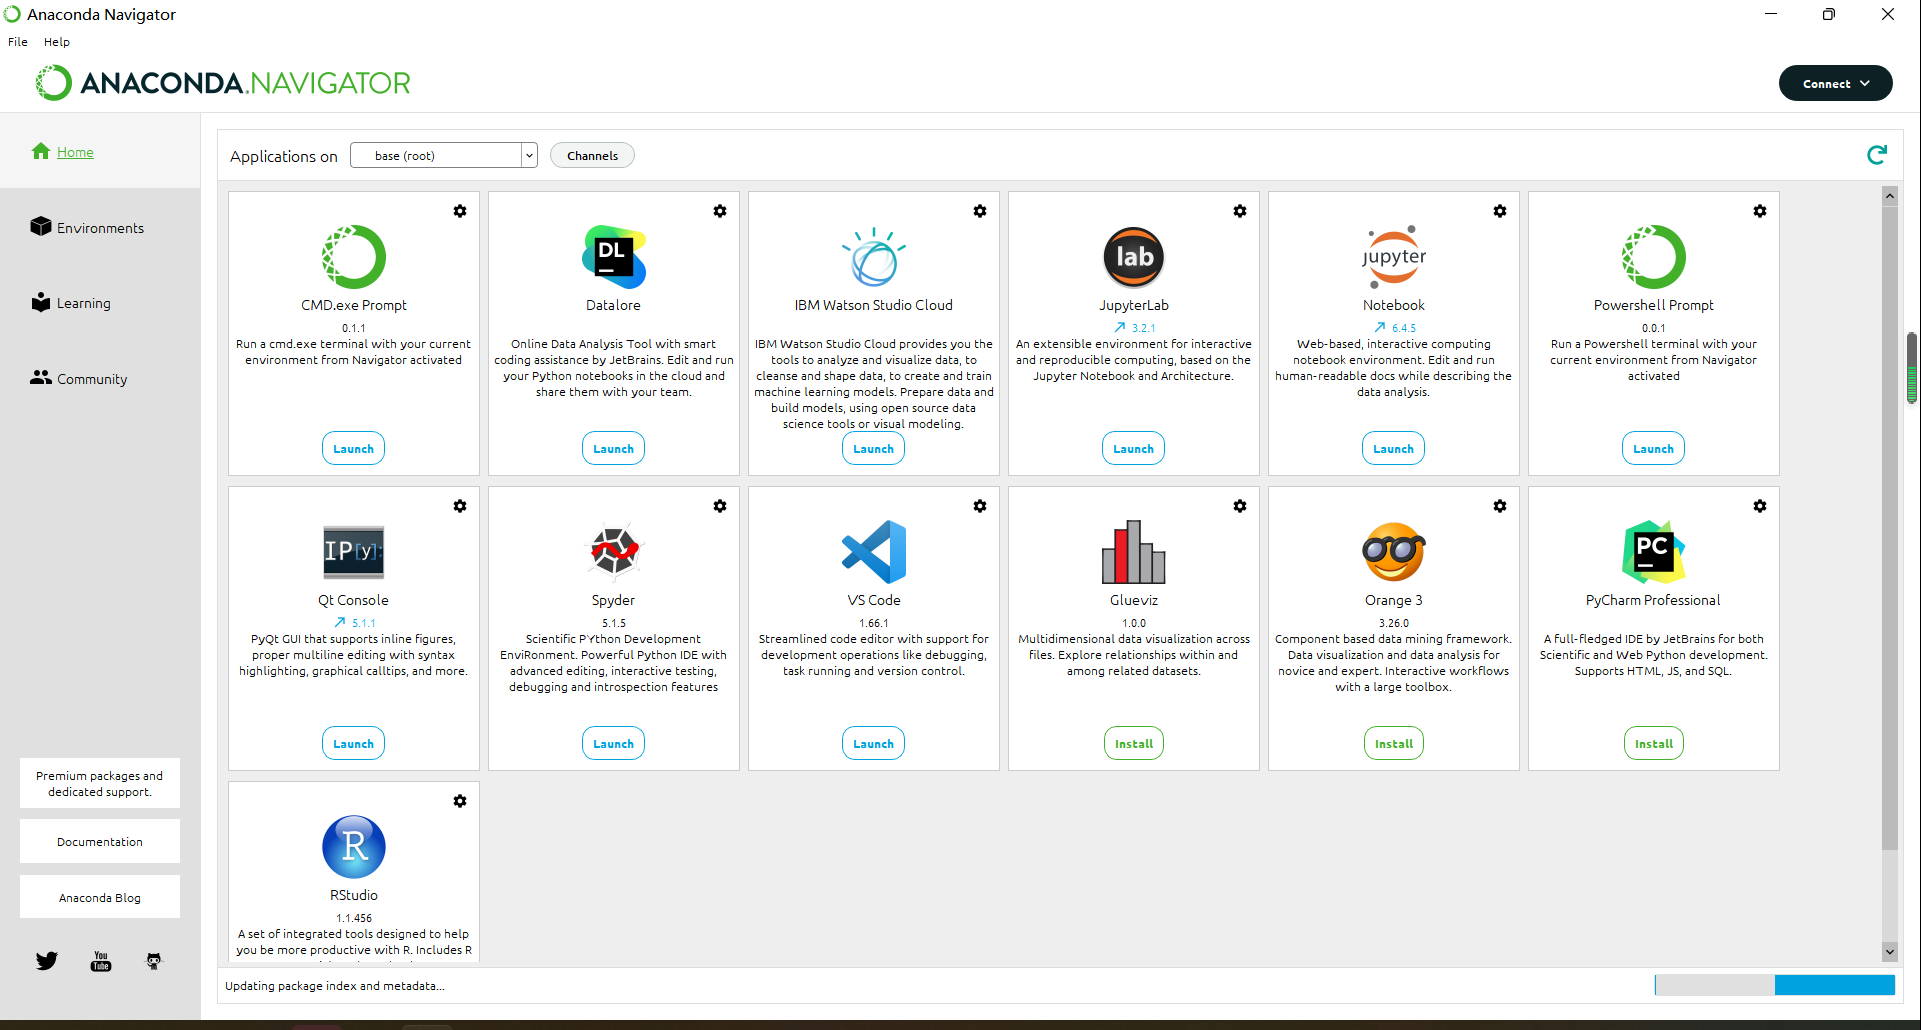 Anaconda Navigator
File Help
ANACONDA.NAVIGATOR
Connect
Home
Environments
Learning
Community
Premium packages and
dedicated support.
Documentation
Anaconda Blog
You
Tube
Applications on base (root) Channels
CMD.exe Prompt
0.1.1
Run a cmd.exe terminal with your current
environment from Navigator activated
Launch
DL
Datalore
Online Data Analysis Tool with smart
coding assistance by JetBrains. Edit and run
your Python notebooks in the cloud and
share them with your team.
Launch
IBM Watson Studio Cloud
IBM Watson Studio Cloud provides you the
tools to analyze and visualize data, to
cleanse and shape data, to create and train
machine learning models. Prepare data and
build models, using open source data
science tools or visual modeling.
Launch
lab
JupyterLab
3.2.1
An extensible environment for interactive
and reproducible computing, based on the
Jupyter Notebook and Architecture.
Launch
jupyter
Notebook
6.4.5
Web-based, interactive computing
notebook environment. Edit and run
human-readable docs while describing the
data analysis.
Launch
Powershell Prompt
0.0.1
Run a Powershell terminal with your
current environment from Navigator
activated
Launch
IP[y]:
Qt Console
5.1.1
PyQt GUI that supports inline figures,
proper multiline editing with syntax
highlighting, graphical calltips, and more.
Launch
Spyder
5.1.5
Scientific PYthon Development
EnviRonment. Powerful Python IDE with
advanced editing, interactive testing,
debugging and introspection features
Launch
VS Code
1.66.1
Streamlined code editor with support for
development operations like debugging,
task running and version control.
Launch
Glueviz
1.0.0
Multidimensional data visualization across
files. Explore relationships within and
among related datasets.
Install
Orange 3
3.26.0
Component based data mining framework.
Data visualization and data analysis for
novice and expert. Interactive workflows
with a large toolbox.
Install
PC
PyCharm Professional
A full-fledged IDE by JetBrains for both
Scientific and Web Python development.
Supports HTML, JS, and SQL.
Install
R
RStudio
1.1.456
A set of integrated tools designed to help
you be more productive with R. Includes R
Updating package index and metadata...